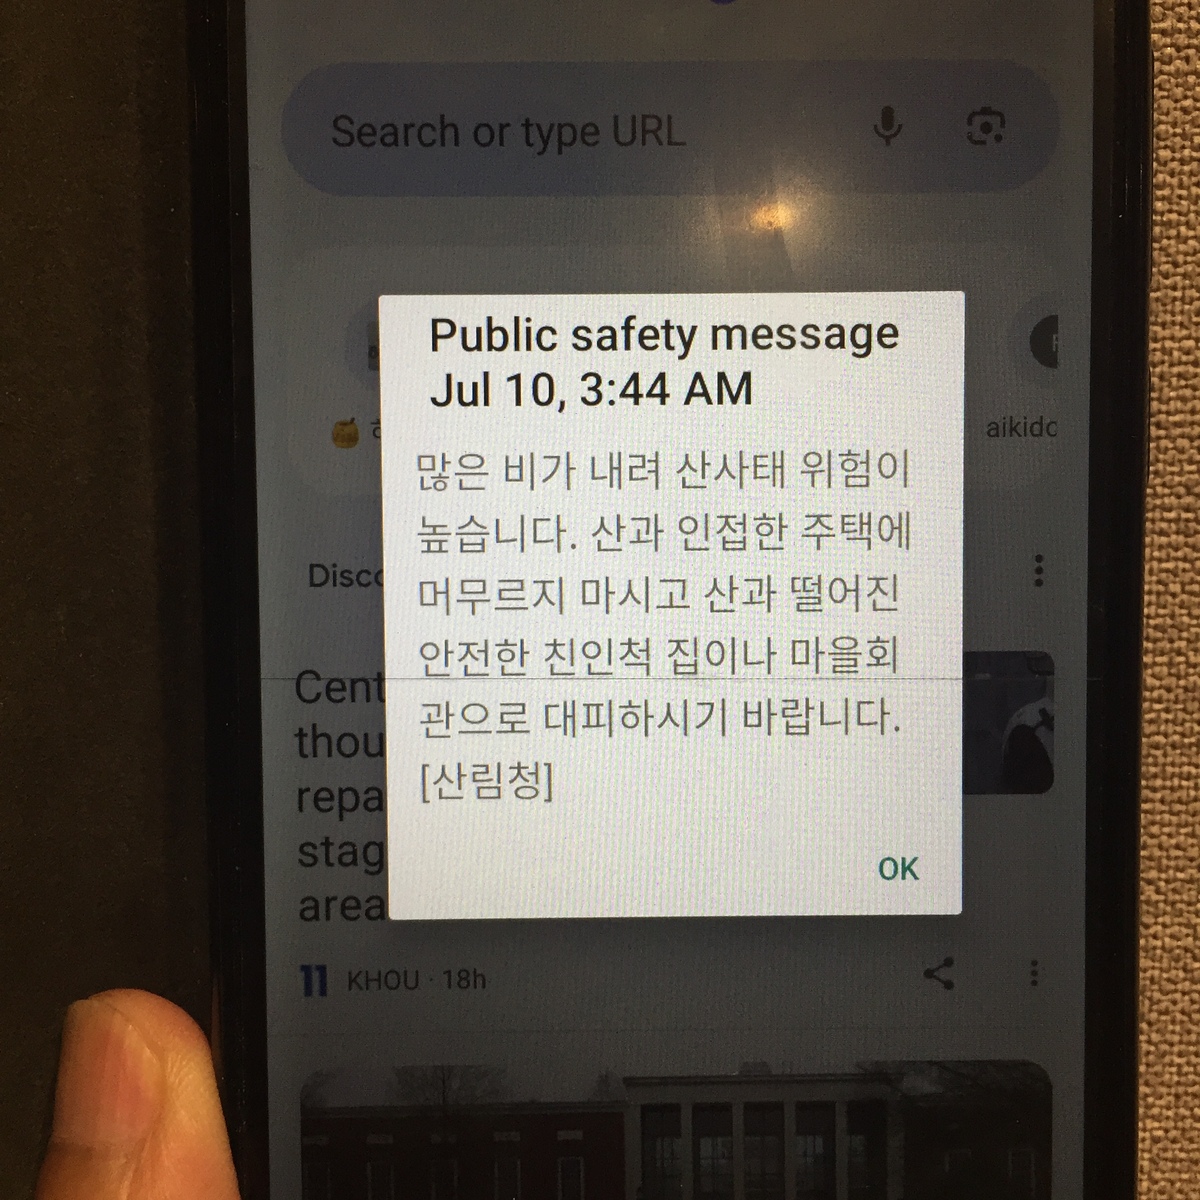 Search or type URL
Public safety message
Jul 10, 3:44 AM
aikido
많은 비가 내려 산사태 위험이
높습니다. 산과 인접한 주택에
머무르지 마시고 산과 떨어진
안전한 친인척 집이나 마을회
관으로 대피하시기 바랍니다.
[산림청]
OK
Disc
Cent
thou
repa
stag
area
11 KHOU · 18h